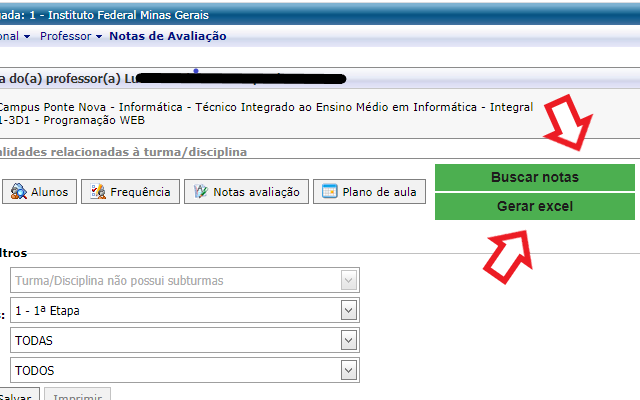 gada: 1 - Instituto Federal Minas Gerais
onal Professor Notas de Avaliação
a do(a) professor(a) Lu
Campus Ponte Nova - Informática - Técnico Integrado ao Ensino Médio em Informática - Integral
1-3D1 - Programação WEB
alidades relacionadas à turma/disciplina
Buscar notas
Alunos Frequência Notas avaliação Plano de aula
Gerar excel
ltros
Turma/Disciplina não possui subturmas
s: 1 - 1ª Etapa
TODAS
TODOS
Salvar Imprimir